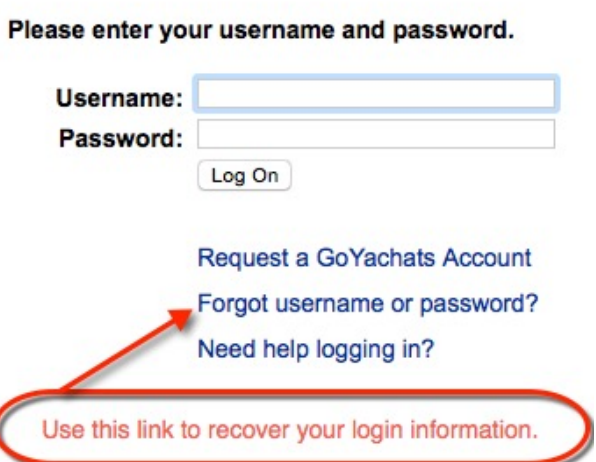 Please enter your username and password.
Username:
Password:
Log On
Request a GoYachats Account
Forgot username or password?
Need help logging in?
Use this link to recover your login information.